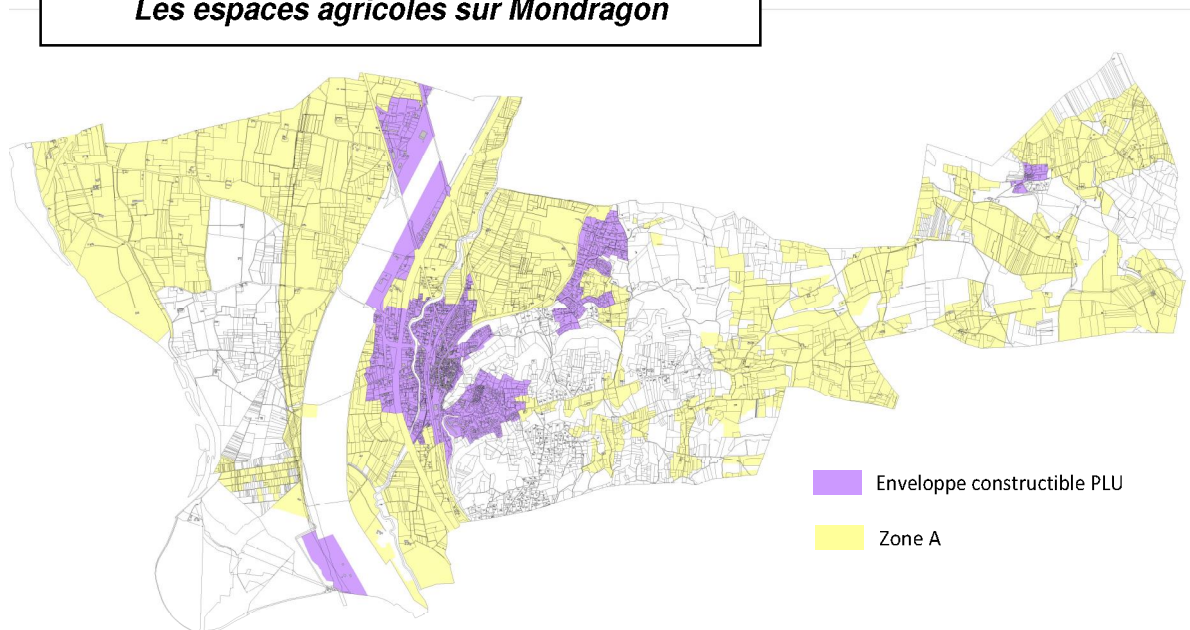 Les espaces agricoles sur Mondragon
Enveloppe constructible PLU
Zone A